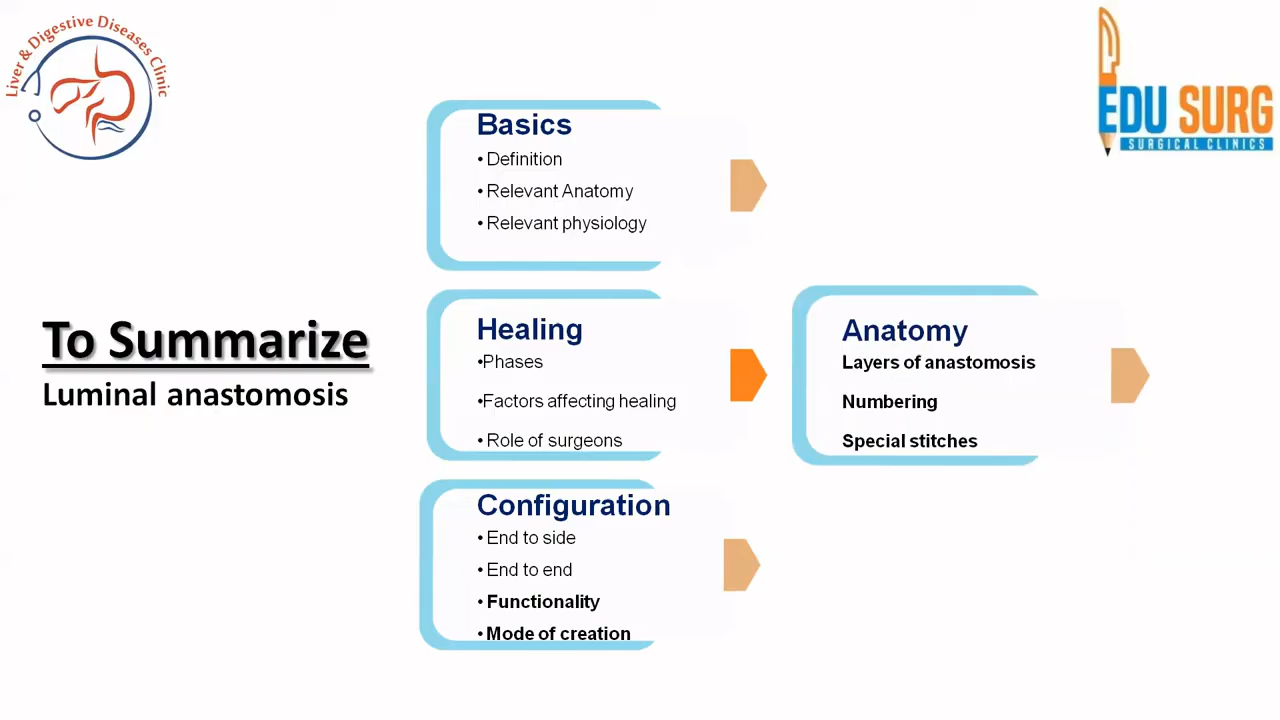 Liver & Digestive Diseases Clinic
EDU SURG
SURGICAL CLINICS
To Summarize
Luminal anastomosis
Basics
• Definition
• Relevant Anatomy
• Relevant physiology
Healing
•Phases
•Factors affecting healing
• Role of surgeons
Configuration
• End to side
• End to end
• Functionality
• Mode of creation
Anatomy
Layers of anastomosis
Numbering
Special stitches